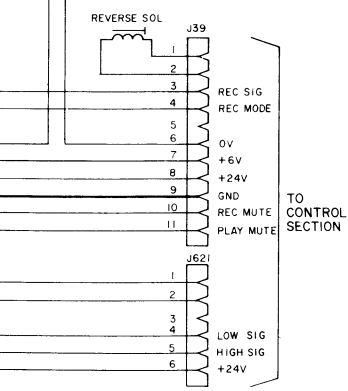 REVERSE SOL
J39
1
2
3 REC SIG
4 REC MODE
5
6 0V
7 +6V
8 +24V
9 GND
10 REC MUTE
11 PLAY MUTE
TO
CONTROL
SECTION
J621
1
2
3
4 LOW SIG
5 HIGH SIG
6 +24V